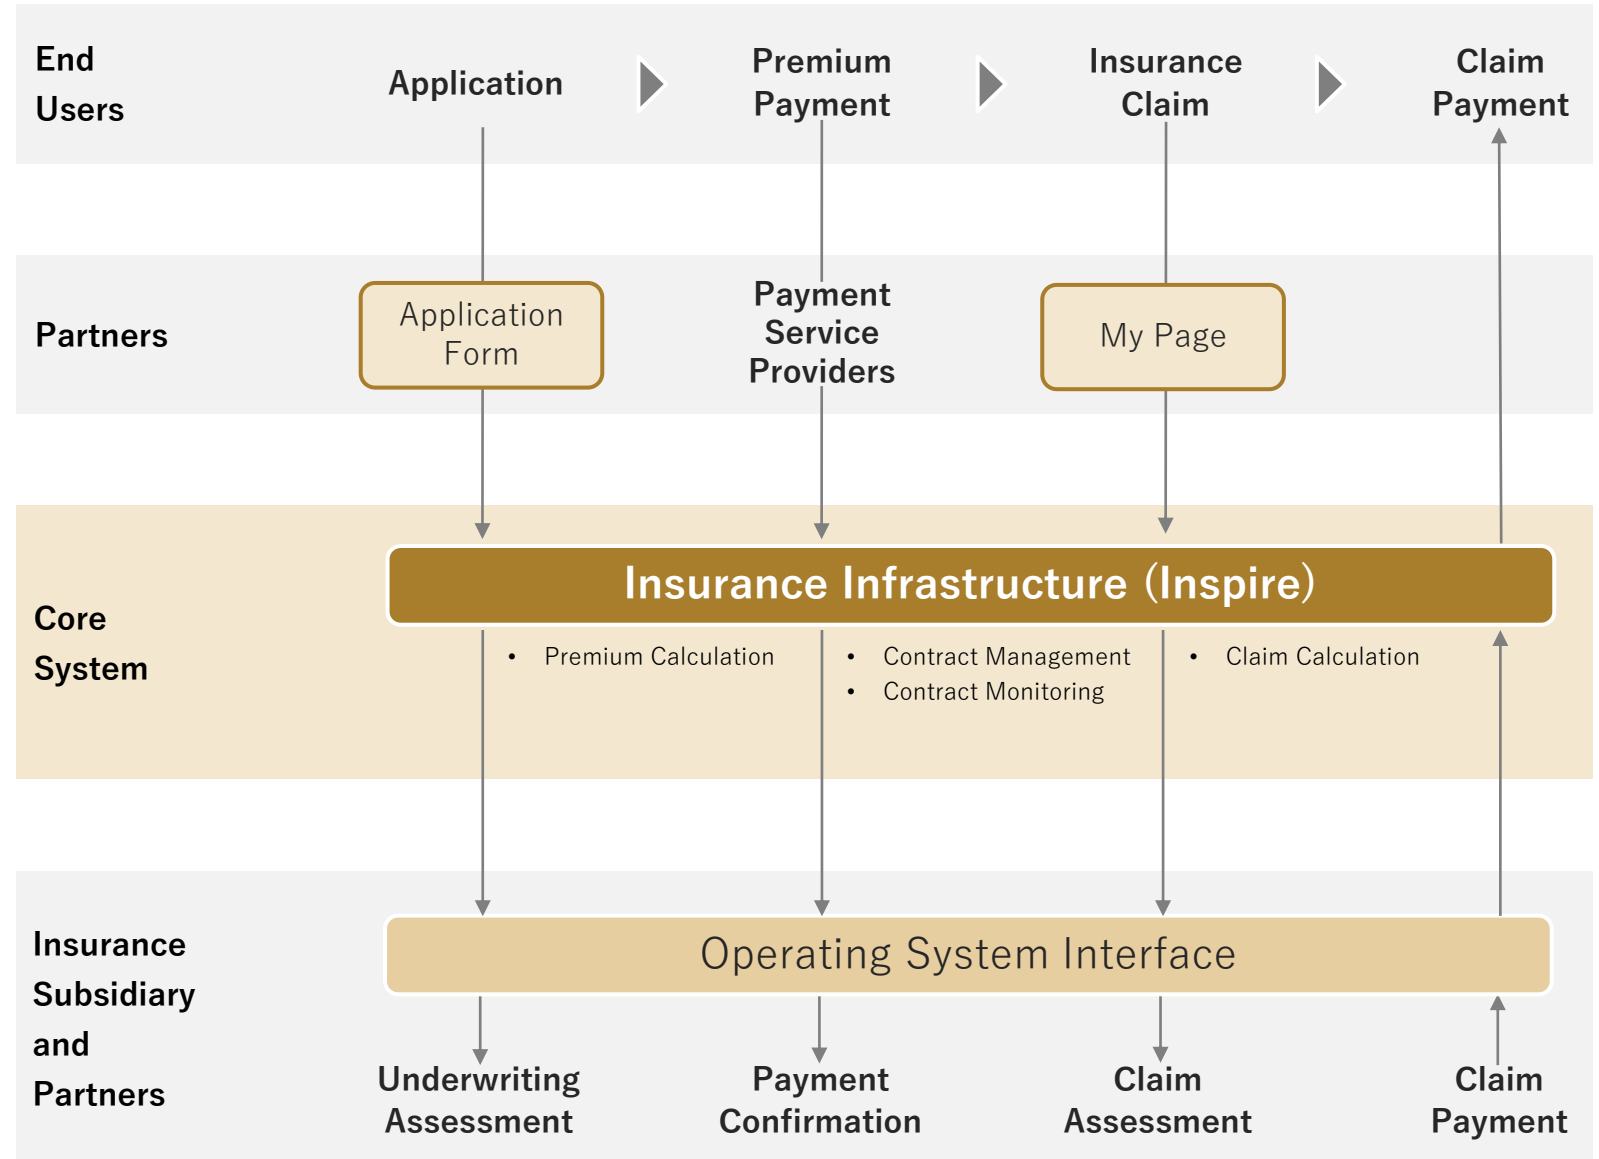 End
Users
Application
Premium
Payment
Insurance
Claim
Claim
Payment
Partners
Application
Form
Payment
Service
Providers
My Page
Core
System
Insurance Infrastructure (Inspire)
• Premium Calculation
• Contract Management
• Contract Monitoring
• Claim Calculation
Insurance
Subsidiary
and
Partners
Operating System Interface
Underwriting
Assessment
Payment
Confirmation
Claim
Assessment
Claim
Payment